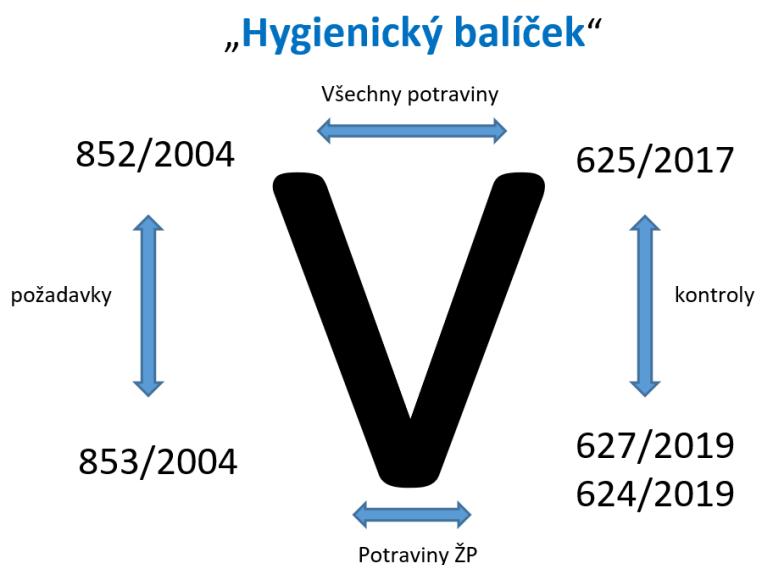 „Hygienický balíček“
Všechny potraviny
852/2004
625/2017
V
požadavky
kontroly
853/2004
627/2019
624/2019
Potraviny ŽP